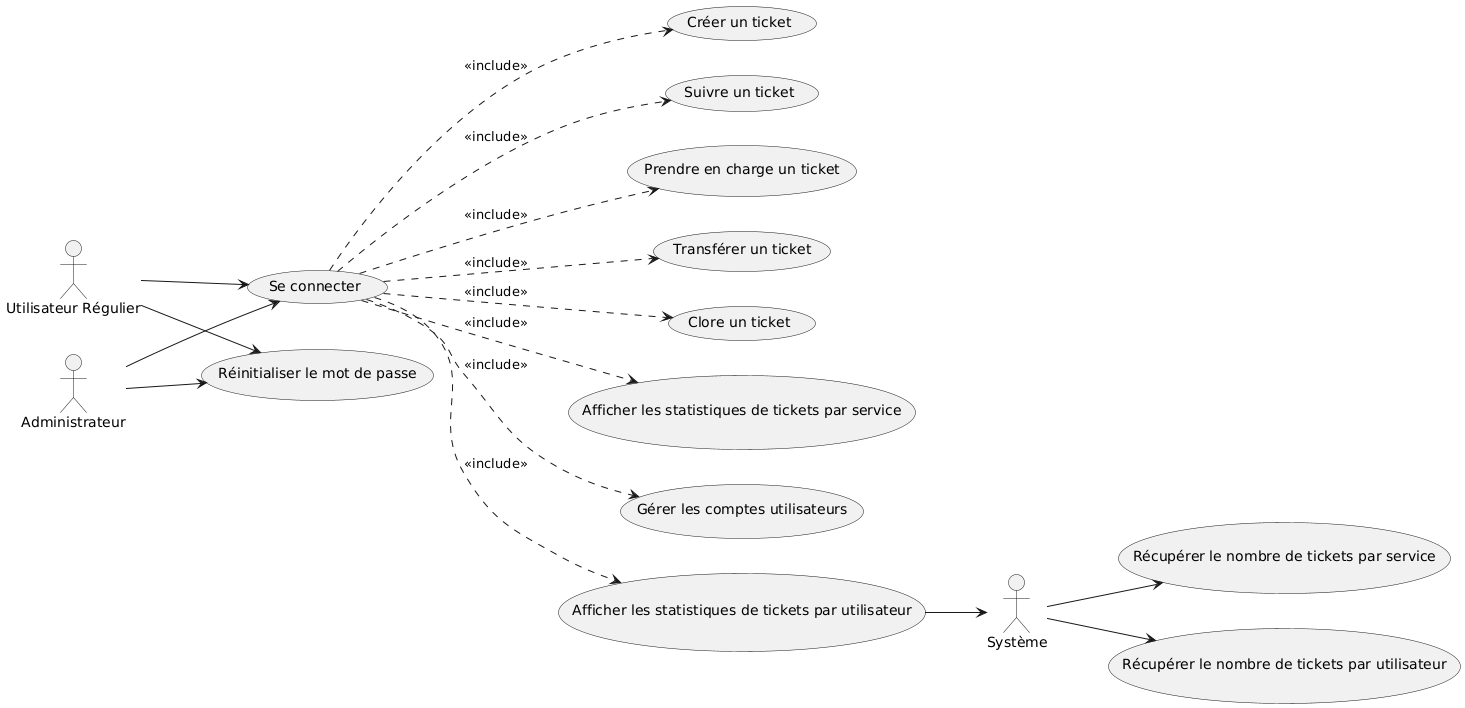 Créer un ticket
«include»
Suivre un ticket
«include»
Prendre en charge un ticket
«include»
Transférer un ticket
«include»
Se connecter
«include»
Utilisateur Régulier
Clore un ticket
«include»
«include»
Réinitialiser le mot de passe
Afficher les statistiques de tickets par service
Administrateur
«include»
Gérer les comptes utilisateurs
Récupérer le nombre de tickets par service
Afficher les statistiques de tickets par utilisateur
Système
Récupérer le nombre de tickets par utilisateur